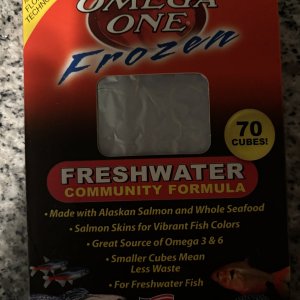 OMEGA
ONE
Frozen
70
CUBES!
FRESHWATER
COMMUNITY FORMULA
• Made with Alaskan Salmon and Whole Seafood
• Salmon Skins for Vibrant Fish Colors
• Great Source of Omega 3 & 6
• Smaller Cubes Mean
Less Waste
• For Freshwater Fish